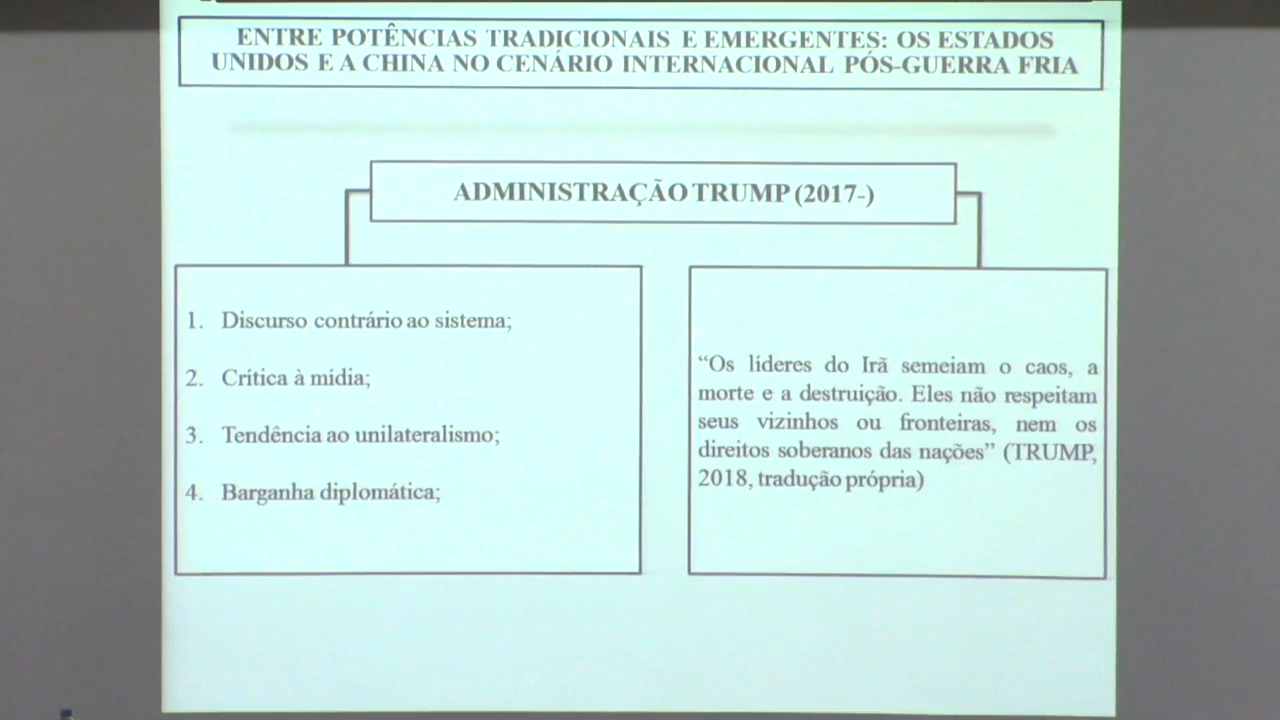 ENTRE POTÊNCIAS TRADICIONAIS E EMERGENTES: OS ESTADOS
UNIDOS E A CHINA NO CENÁRIO INTERNACIONAL PÓS-GUERRA FRIA
ADMINISTRAÇÃO TRUMP (2017-)
1. Discurso contrário ao sistema;
2. Crítica à mídia;
3. Tendência ao unilateralismo;
4. Barganha diplomática;
“Os líderes do Irã semeiam o caos, a
morte e a destruição. Eles não respeitam
seus vizinhos ou fronteiras, nem os
direitos soberanos das nações” (TRUMP,
2018, tradução própria)